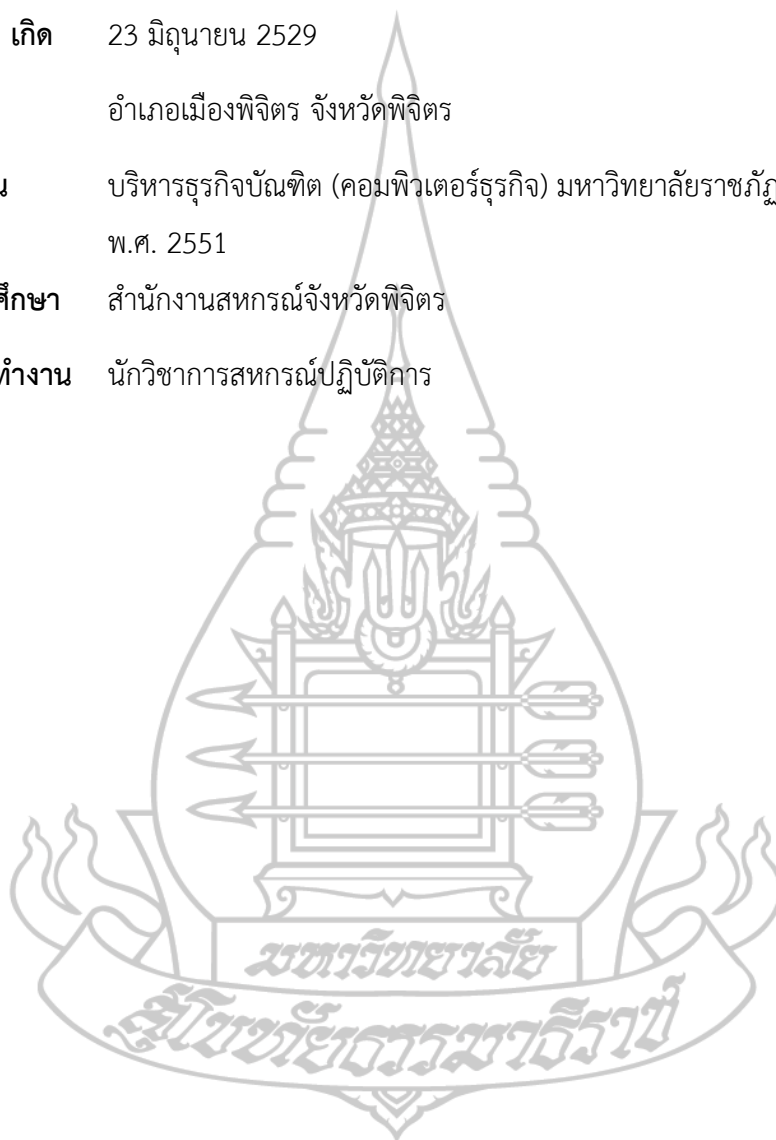 เกิด 23 มิถุนายน 2529
อำเภอเมืองพิจิตร จังหวัดพิจิตร
น บริหารธุรกิจบัณฑิต (คอมพิวเตอร์ธุรกิจ) มหาวิทยาลัยราชภัฏ
พ.ศ. 2551
ศึกษา สำนักงานสหกรณ์จังหวัดพิจิตร
ทำงาน นักวิชาการสหกรณ์ปฏิบัติการ
มหาวิทยาลัย
สุโขทัยธรรมาธิราช